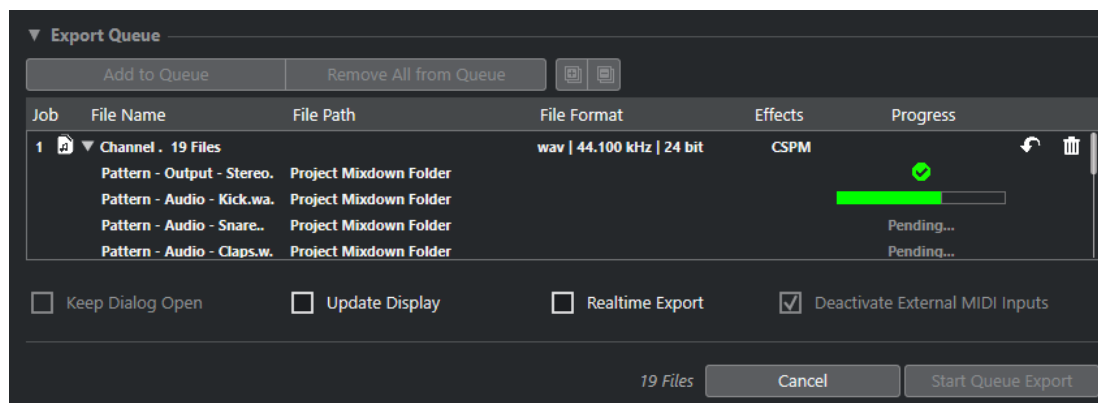 Export Queue
Add to Queue Remove All from Queue
Job File Name File Path File Format Effects Progress
1 Channel . 19 Files wav | 44.100 kHz | 24 bit CSPM
Pattern - Output - Stereo. Project Mixdown Folder
Pattern - Audio - Kick.wa. Project Mixdown Folder
Pattern - Audio - Snare.. Project Mixdown Folder Pending...
Pattern - Audio - Claps.w. Project Mixdown Folder Pending...
Keep Dialog Open Update Display Realtime Export Deactivate External MIDI Inputs
19 Files Cancel Start Queue Export